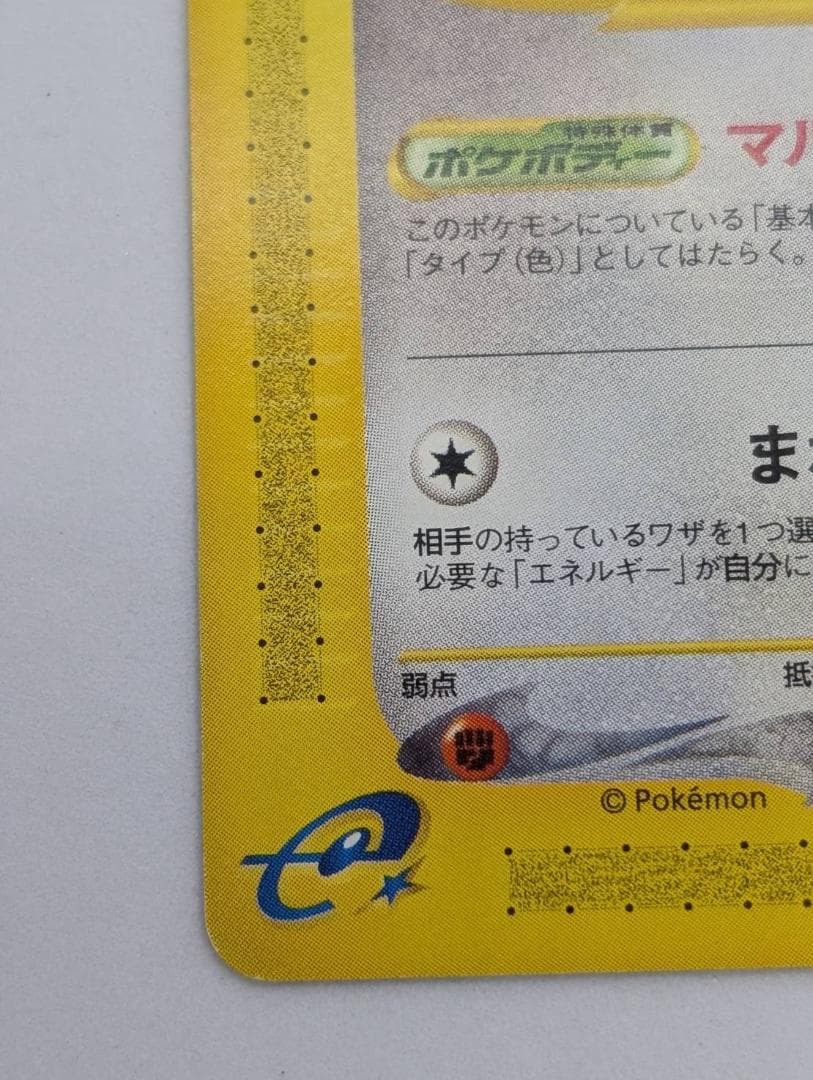 特殊体質
ポケボディー
マル
このポケモンについている「基本
「タイプ(色)」としてはたらく。
まね
相手の持っているワザを1つ選
必要な「エネルギー」が自分に
弱点
抵
© Pokémon